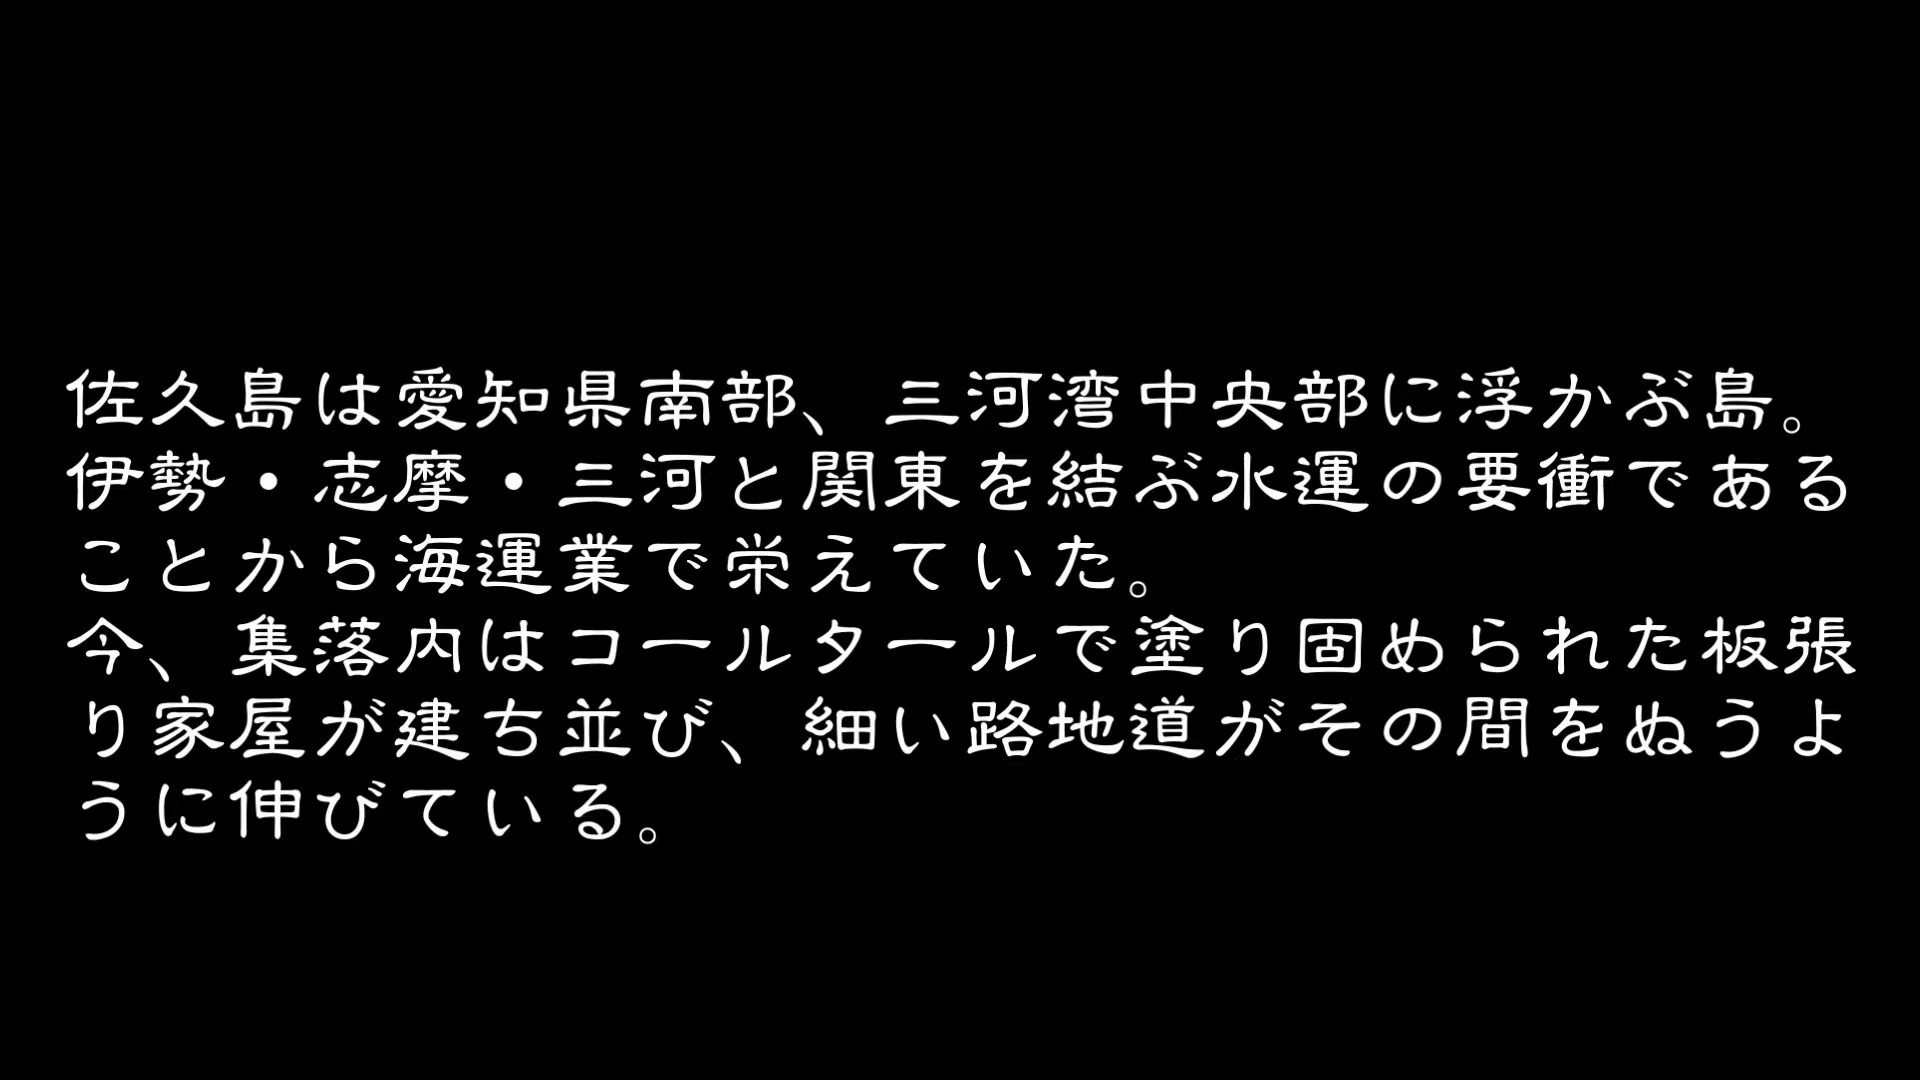 佐久島は愛知県南部、三河湾中央部に浮かぶ島。
伊勢・志摩・三河と関東を結ぶ水運の要衝である
ことから海運業で栄えていた。
今、集落内はコールタールで塗り固められた板張
り家屋が建ち並び、細い路地道がその間をぬうよ
うに伸びている。